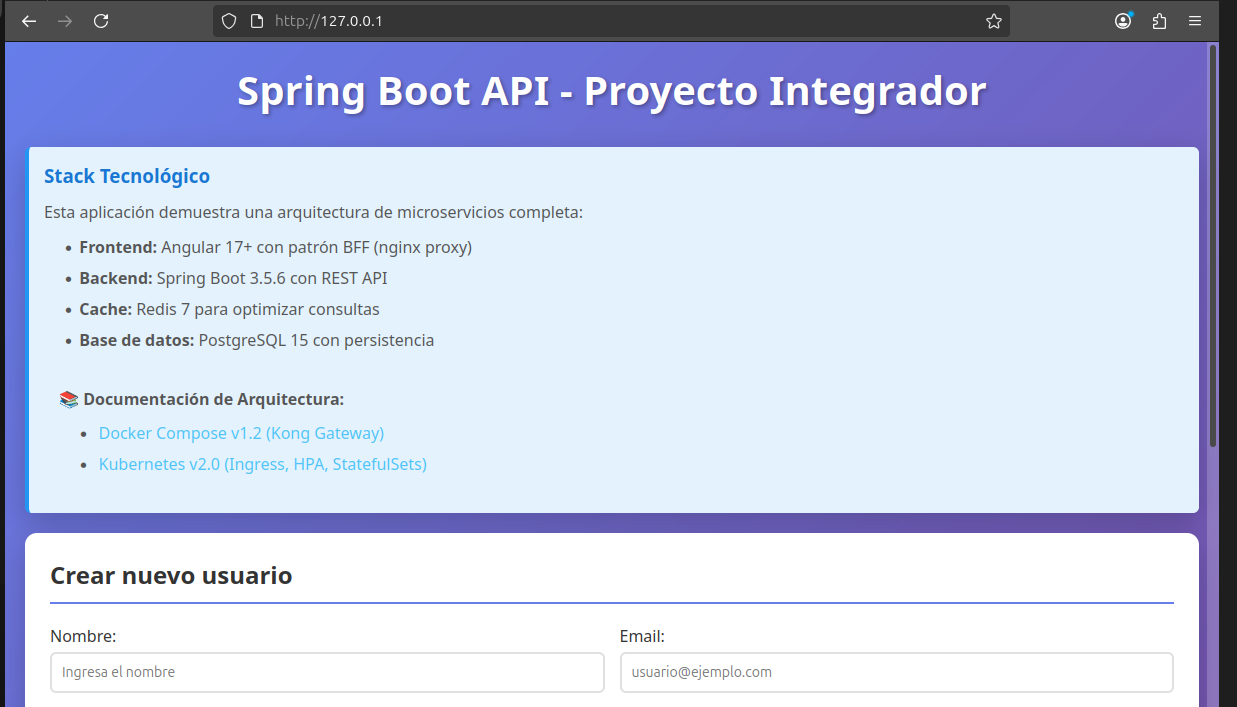 http://127.0.0.1
Spring Boot API - Proyecto Integrador
Stack Tecnológico
Esta aplicación demuestra una arquitectura de microservicios completa:
• Frontend: Angular 17+ con patrón BFF (nginx proxy)
• Backend: Spring Boot 3.5.6 con REST API
• Cache: Redis 7 para optimizar consultas
• Base de datos: PostgreSQL 15 con persistencia
📚 Documentación de Arquitectura:
• Docker Compose v1.2 (Kong Gateway)
• Kubernetes v2.0 (Ingress, HPA, StatefulSets)
Crear nuevo usuario
Nombre: Email:
Ingresa el nombre usuario@ejemplo.com